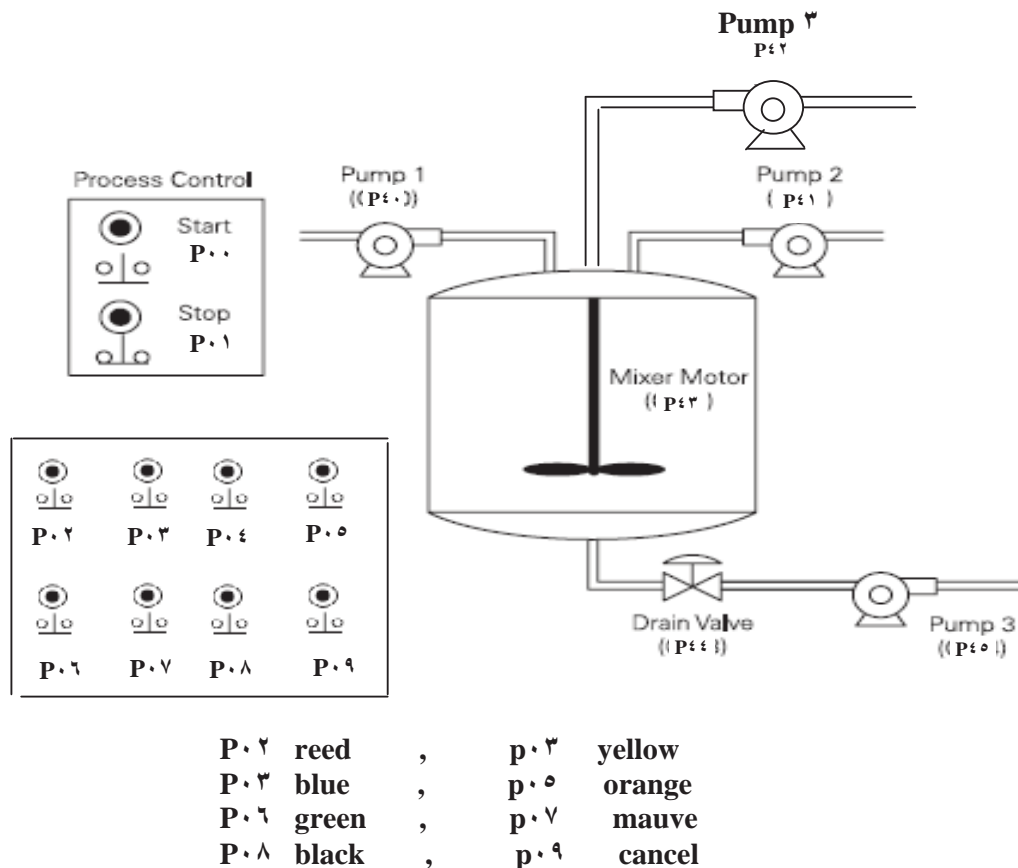 Pump ٣
P٤٢
Process Control
Start
P٠٠
Stop
P٠١
Pump 1
((P٤٠))
Pump 2
( P٤١ )
Mixer Motor
(( P٤٣ )
P٠٢ P٠٣ P٠٤ P٠٥
P٠٦ P٠٧ P٠٨ P٠٩
Drain Valve
((P٤٤))
Pump 3
((P٤٥))
P٠٢ reed , p٠٣ yellow
P٠٣ blue , p٠٥ orange
P٠٦ green , p٠٧ mauve
P٠٨ black , p٠٩ cancel